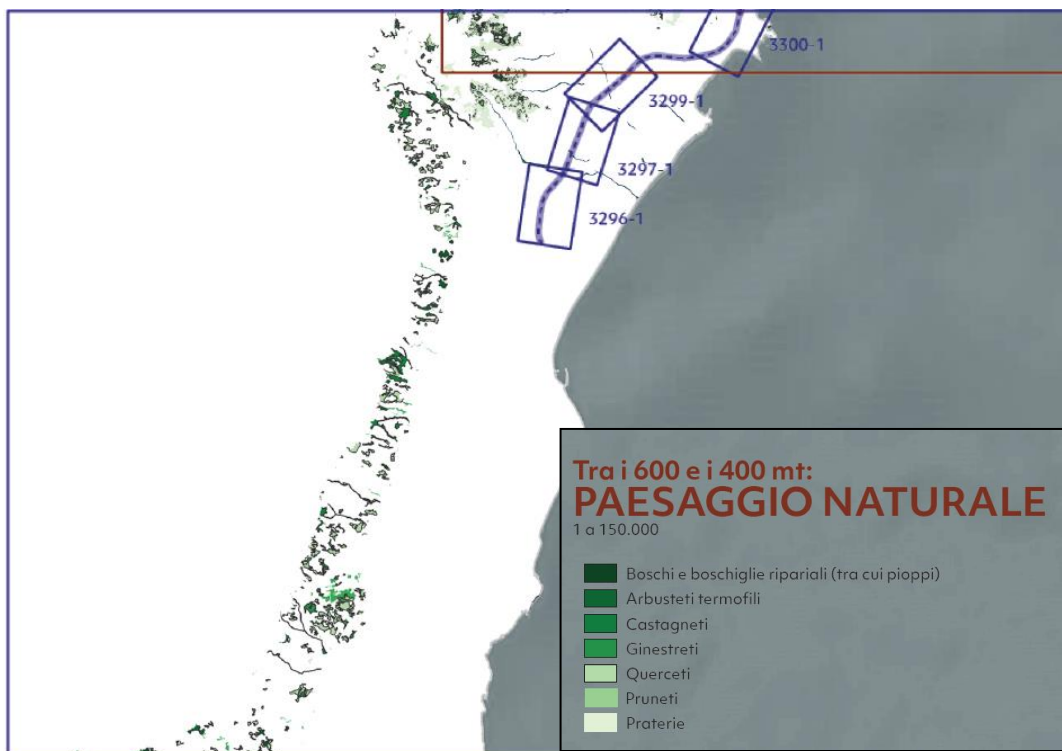 3300-1
3299-1
3297-1
3296-1
Tra i 600 e i 400 mt:
PAESAGGIO NATURALE
1 a 150.000
Boschi e boschiglie ripariali (tra cui pioppi)
Arbusteti termofili
Castagneti
Ginestreti
Querceti
Pruneti
Praterie